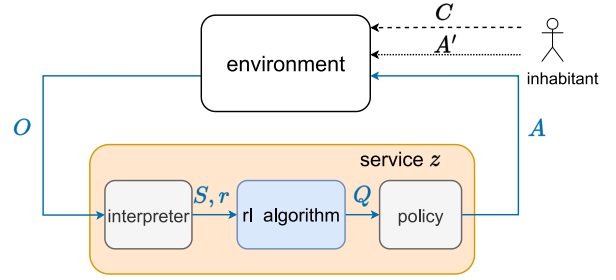 C
A′
environment
inhabitant
O
A
service z
interpreter
S, r
rl algorithm
Q
policy